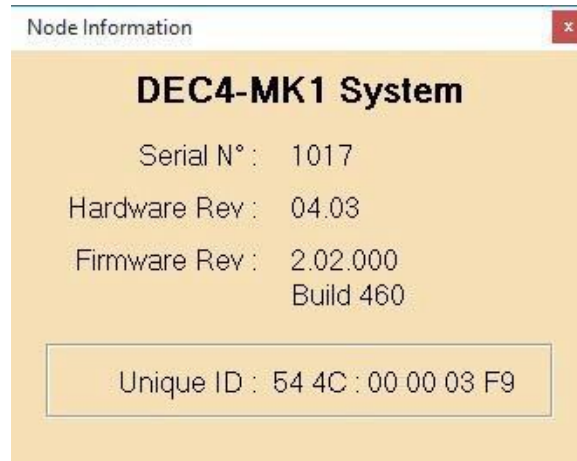 Node Information
x
DEC4-MK1 System
Serial N° : 1017
Hardware Rev : 04.03
Firmware Rev : 2.02.000
Build 460
Unique ID : 54 4C : 00 00 03 F9